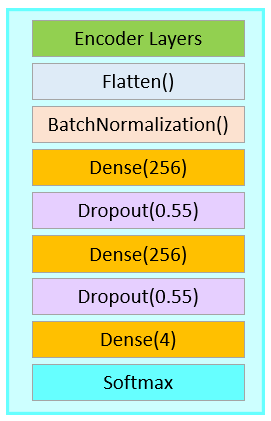 Encoder Layers
Flatten()
BatchNormalization()
Dense(256)
Dropout(0.55)
Dense(256)
Dropout(0.55)
Dense(4)
Softmax